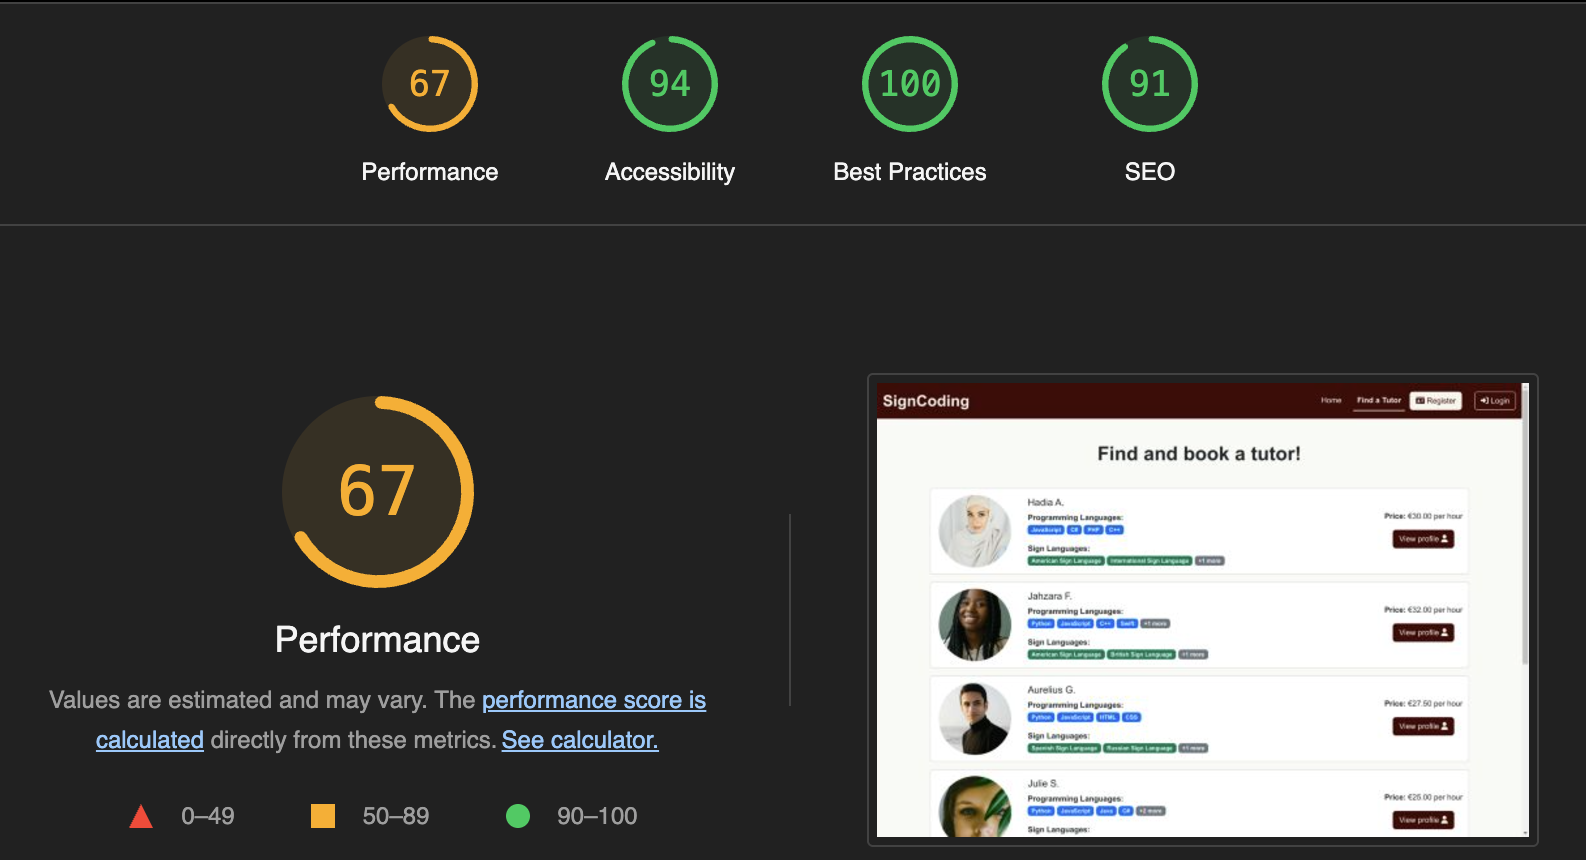 67
94
100
91
Performance
Accessibility
Best Practices
SEO
67
Performance
Values are estimated and may vary. The performance score is
calculated directly from these metrics. See calculator.
0–49
50–89
90–100
SignCoding
Home
Find a Tutor
Register
Login
Find and book a tutor!
Hadia A.
Programming Languages:
JavaScript C# PHP C++
Sign Languages:
American Sign Language International Sign Language +1 more
Price: €30.00 per hour
View profile
Jahzara F.
Programming Languages:
Python JavaScript C++ Swift +1 more
Sign Languages:
American Sign Language British Sign Language +1 more
Price: €32.00 per hour
View profile
Aurelius G.
Programming Languages:
Python JavaScript HTML CSS
Sign Languages:
Spanish Sign Language Russian Sign Language +1 more
Price: €27.50 per hour
View profile
Julie S.
Programming Languages:
Python JavaScript Java C# +2 more
Sign Languages:
Price: €25.00 per hour
View profile